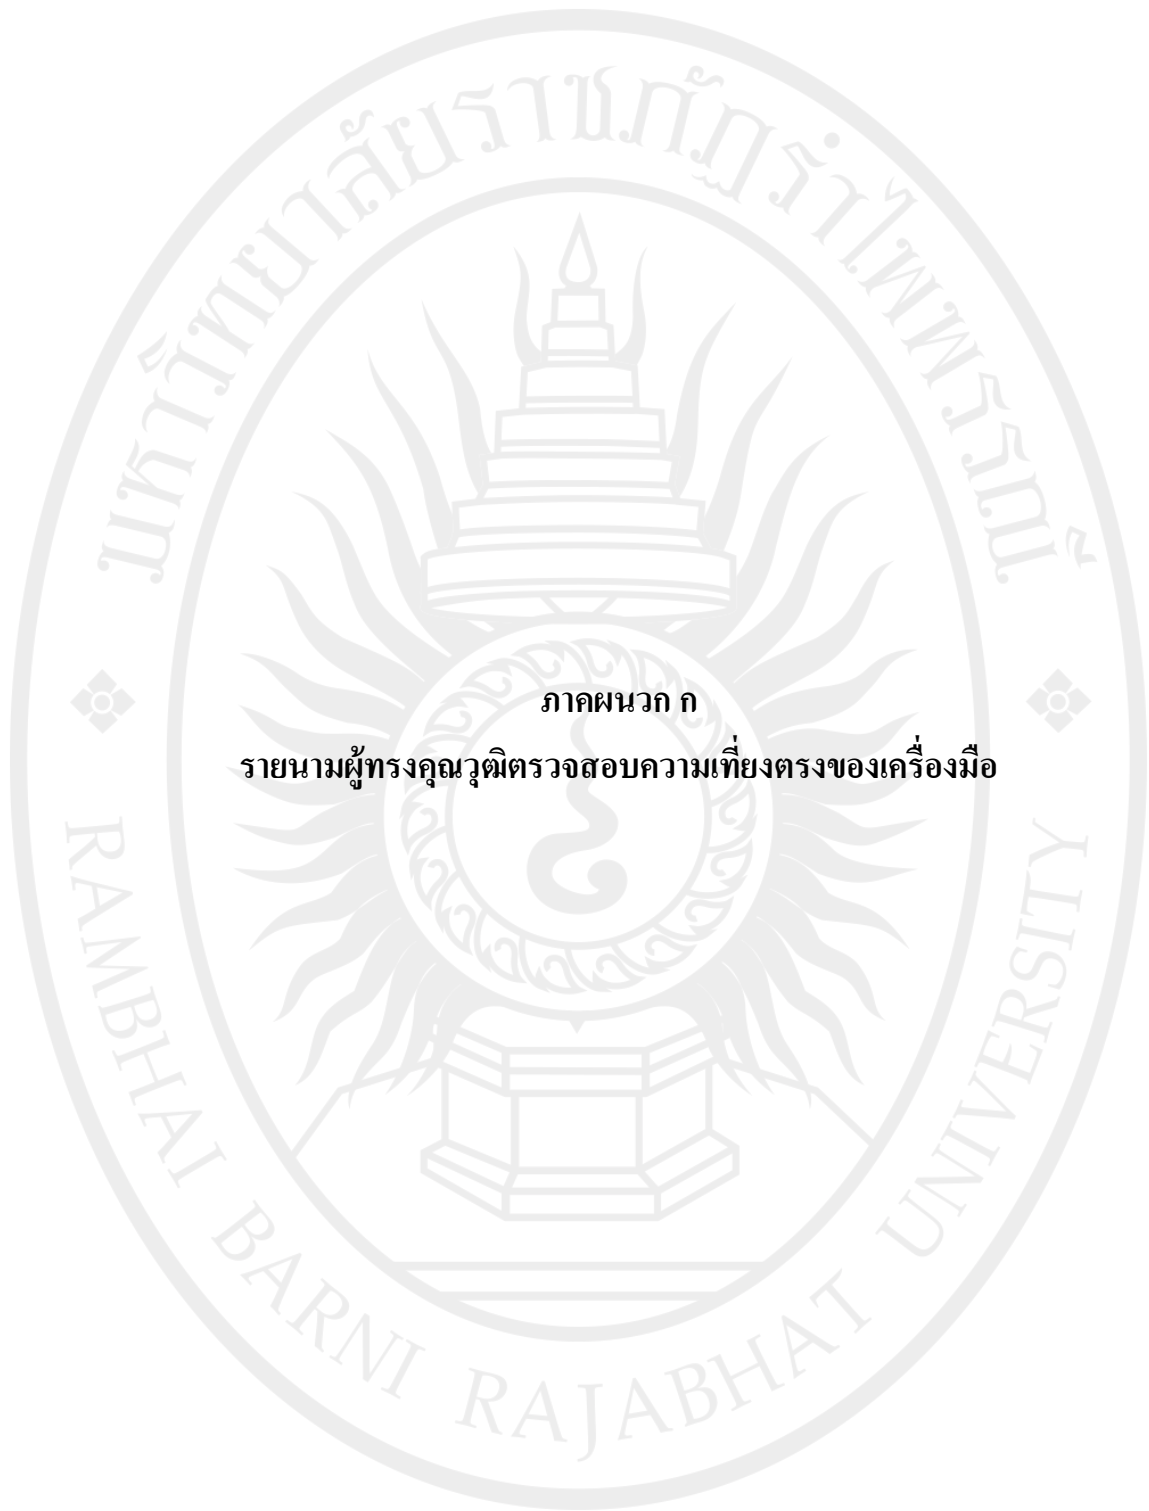 มหาวิทยาลัยราชภัฏรำไพพรรณี
ภาคผนวก ก
รายนามผู้ทรงคุณวุฒิตรวจสอบความเที่ยงตรงของเครื่องมือ
RAMBHAI BARNI RAJABHAT UNIVERSITY